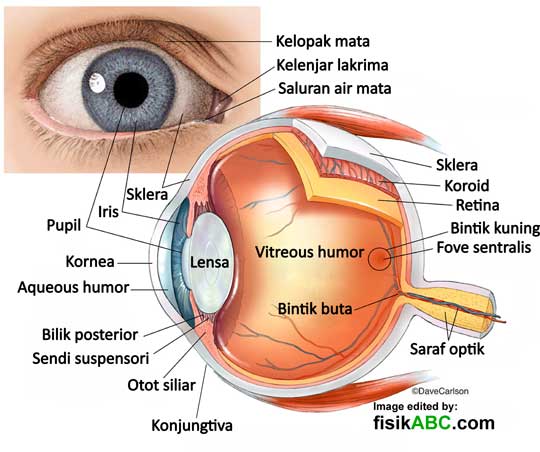 Kelopak mata
Kelenjar lakrima
Saluran air mata
Sklera
Koroid
Retina
Bintik kuning
Fove sentralis
Sklera
Iris
Pupil
Kornea
Aqueous humor
Lensa
Vitreous humor
Bintik buta
Bilik posterior
Sendi suspensori
Otot siliar
Konjungtiva
Saraf optik
©DaveCarlson
Image edited by:
fisikABC.com